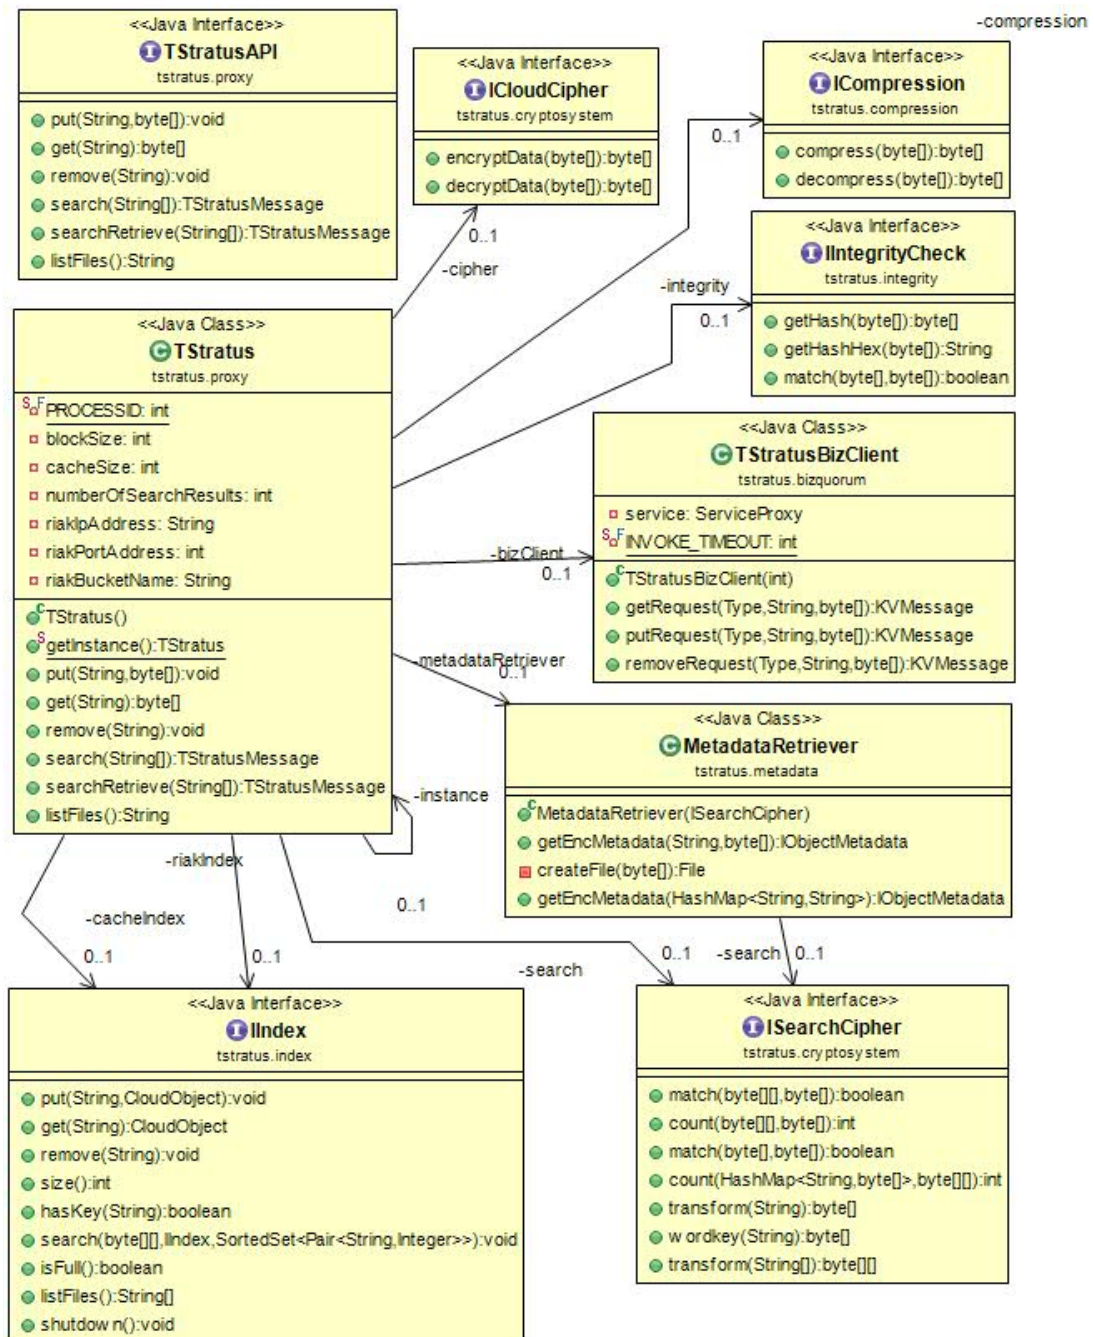 <<Java Interface>>
TStratusAPI
tstratus.proxy
put(String,byte[]):void
get(String):byte[]
remove(String):void
search(String[]):TStratusMessage
searchRetrieve(String[]):TStratusMessage
listFiles():String
<<Java Interface>>
ICloudCipher
tstratus.cryptosystem
encryptData(byte[]):byte[]
decryptData(byte[]):byte[]
-compression
<<Java Interface>>
ICompression
tstratus.compression
compress(byte[]):byte[]
decompress(byte[]):byte[]
0..1
0..1
-cipher
<<Java Interface>>
IIntegrityCheck
tstratus.integrity
getHash(byte[]):byte[]
getHashHex(byte[]):String
match(byte[],byte[]):boolean
-integrity
0..1
<<Java Class>>
TStratus
tstratus.proxy
PROCESSID: int
blockSize: int
cacheSize: int
numberOfSearchResults: int
riakIpAddress: String
riakPortAddress: int
riakBucketName: String
TStratus()
getInstance():TStratus
put(String,byte[]):void
get(String):byte[]
remove(String):void
search(String[]):TStratusMessage
searchRetrieve(String[]):TStratusMessage
listFiles():String
<<Java Class>>
TStratusBizClient
tstratus.bizquorum
service: ServiceProxy
INVOKE_TIMEOUT: int
TStratusBizClient(int)
getRequest(Type,String,byte[]):KVMessage
putRequest(Type,String,byte[]):KVMessage
removeRequest(Type,String,byte[]):KVMessage
-bizClient
0..1
-metadataRetriever
0..1
<<Java Class>>
MetadataRetriever
tstratus.metadata
MetadataRetriever(ISearchCipher)
getEncMetadata(String,byte[]):IObjectMetadata
createFile(byte[]):File
getEncMetadata(HashMap<String,String>):IObjectMetadata
-instance
0..1
-riakIndex
-cacheIndex
0..1
0..1
-search
0..1
-search
0..1
<<Java Interface>>
IIndex
tstratus.index
put(String,CloudObject):void
get(String):CloudObject
remove(String):void
size():int
hasKey(String):boolean
search(byte[][],IIndex,SortedSet<Pair<String,Integer>>):void
isFull():boolean
listFiles():String[]
shutdown():void
<<Java Interface>>
ISearchCipher
tstratus.cryptosystem
match(byte[][],byte[]):boolean
count(byte[][],byte[]):int
match(byte[],byte[]):boolean
count(HashMap<String,byte[]>,byte[][]):int
transform(String):byte[]
wordkey(String):byte[]
transform(String[]):byte[][]